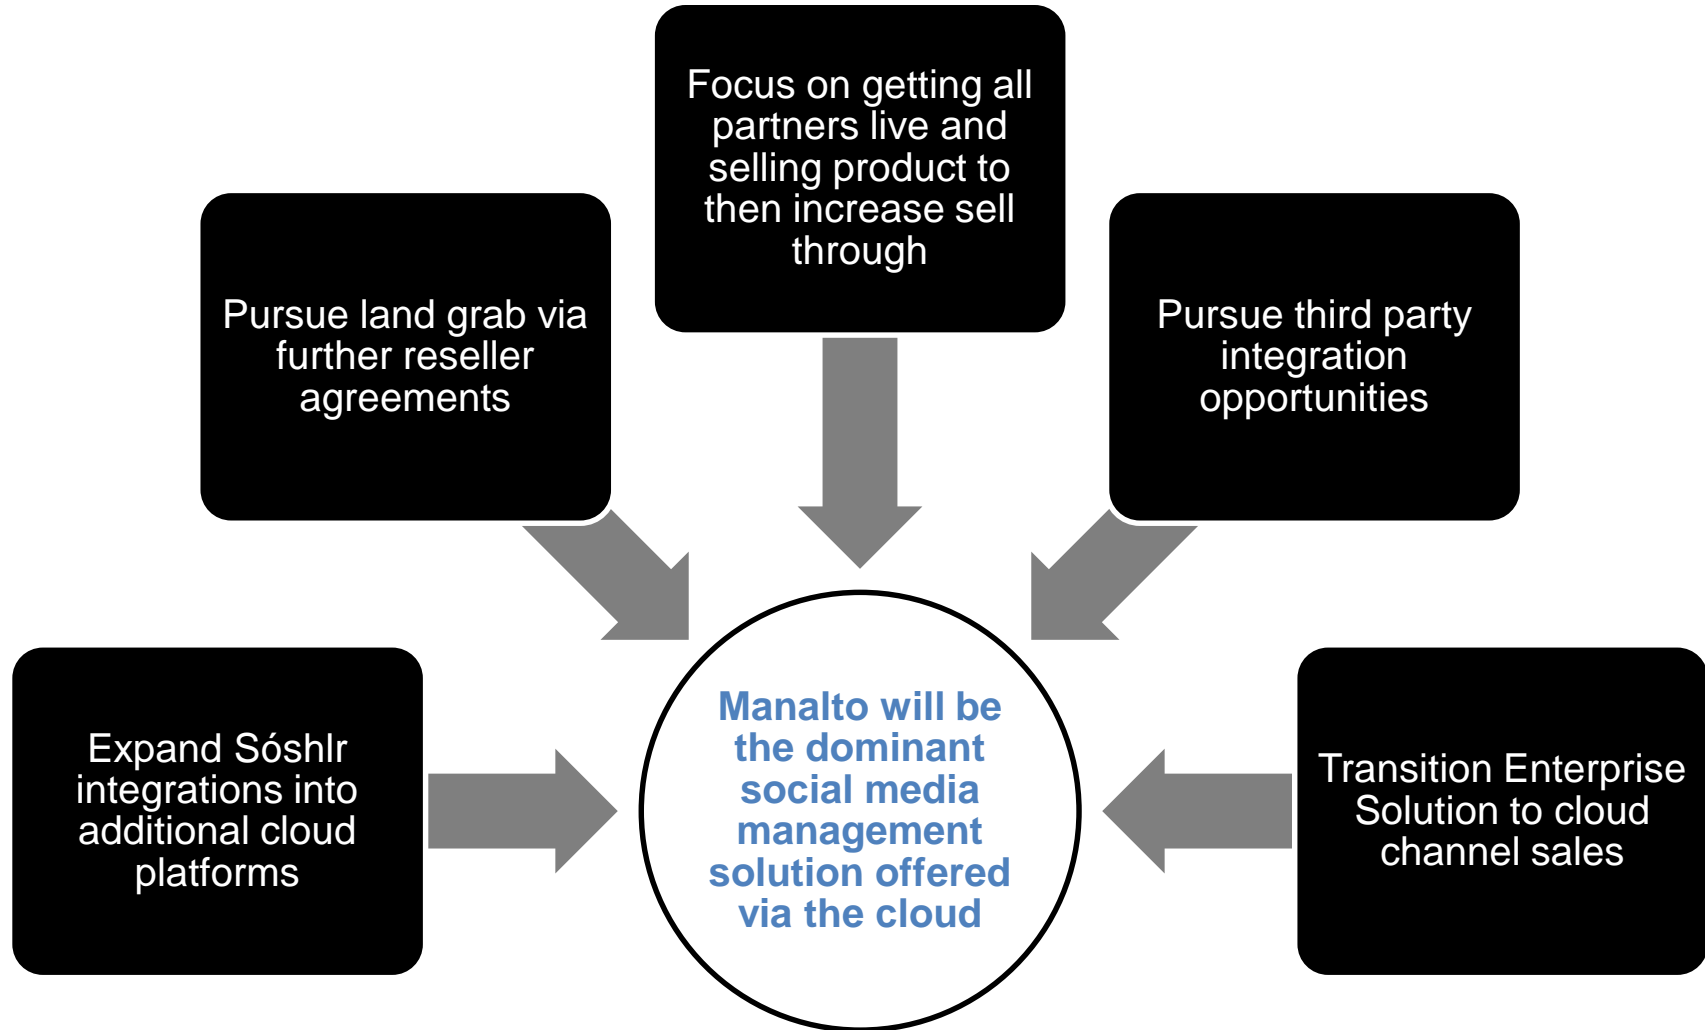 Focus on getting all
partners live and
selling product to
then increase sell
through
Pursue land grab via
further reseller
agreements
Pursue third party
integration
opportunities
Expand Sóshlr
integrations into
additional cloud
platforms
Manalto will be
the dominant
social media
management
solution offered
via the cloud
Transition Enterprise
Solution to cloud
channel sales